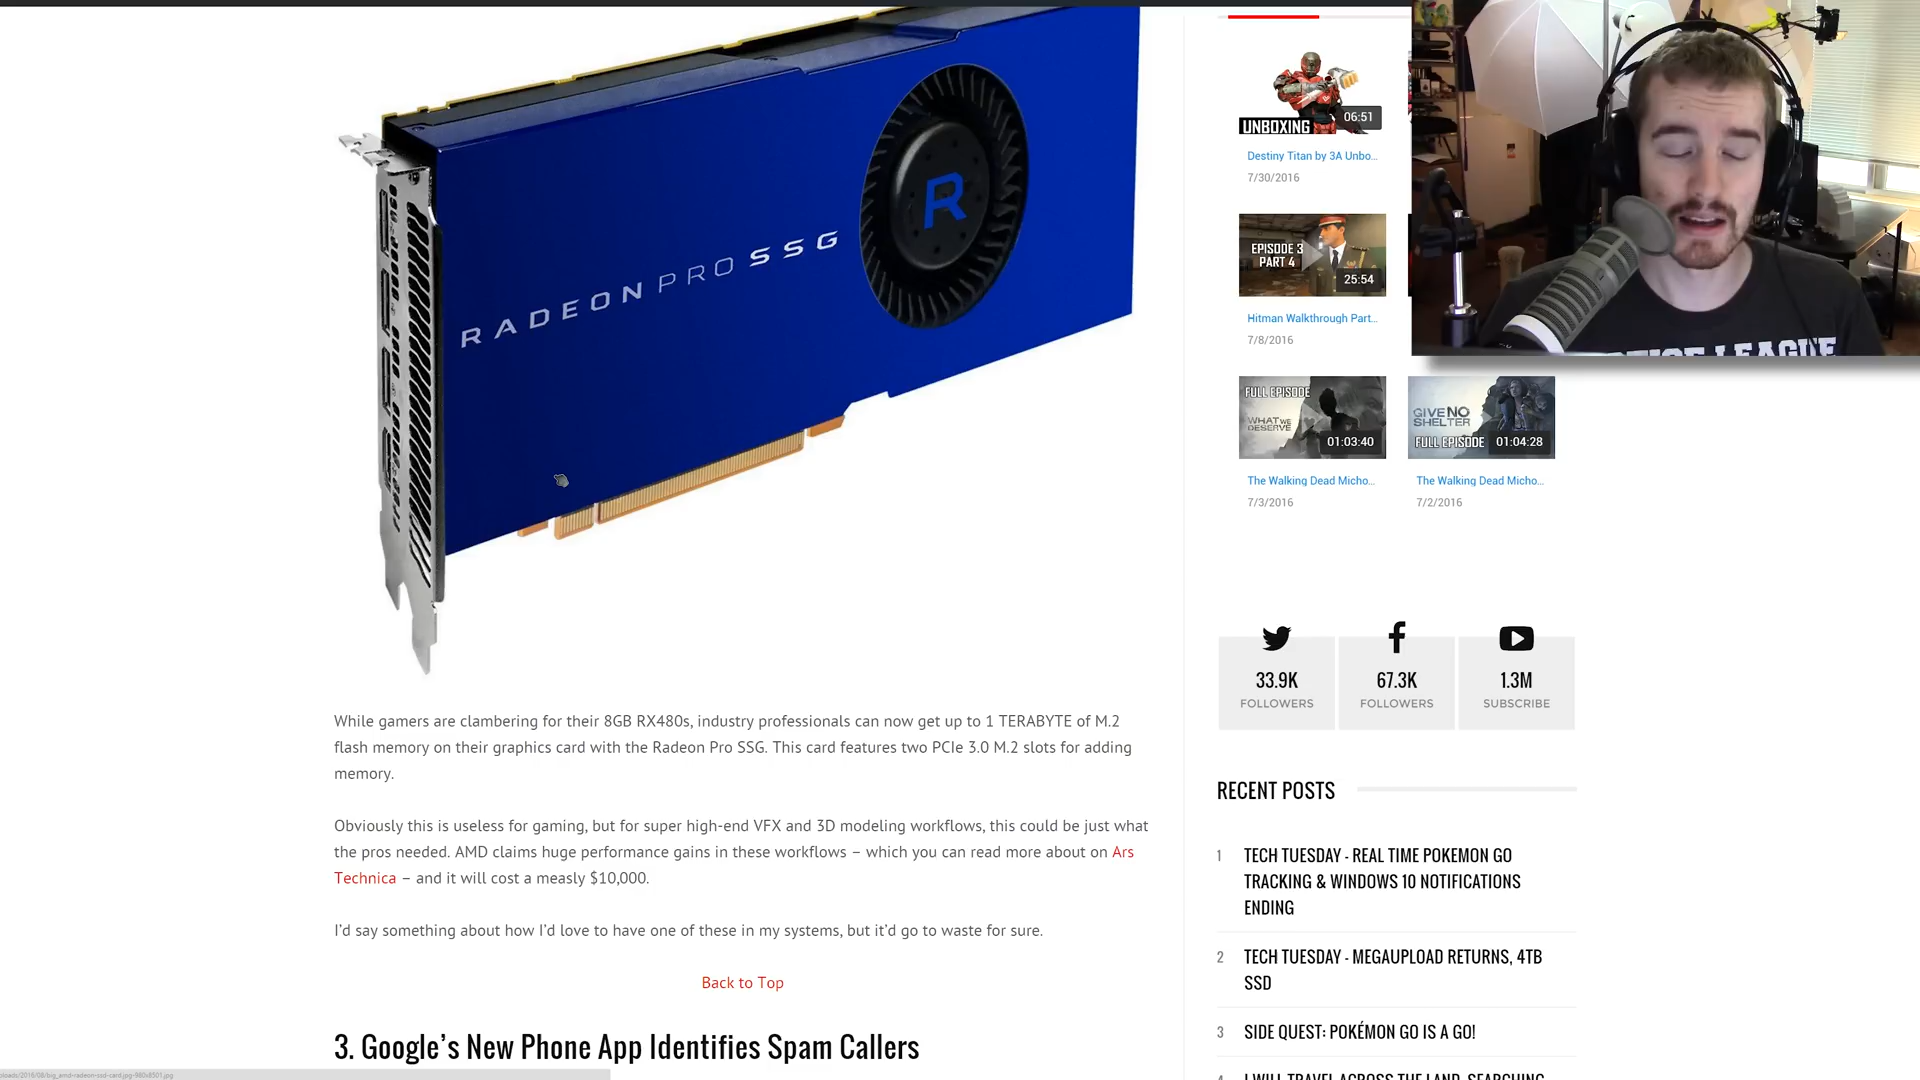 RADEON PRO SSG
R
While gamers are clambering for their 8GB RX480s, industry professionals can now get up to 1 TERABYTE of M.2
flash memory on their graphics card with the Radeon Pro SSG. This card features two PCIe 3.0 M.2 slots for adding
memory.
Obviously this is useless for gaming, but for super high-end VFX and 3D modeling workflows, this could be just what
the pros needed. AMD claims huge performance gains in these workflows – which you can read more about on Ars
Technica – and it will cost a measly $10,000.
I'd say something about how I'd love to have one of these in my systems, but it'd go to waste for sure.
Back to Top
3. Google's New Phone App Identifies Spam Callers
UNBOXING
06:51
Destiny Titan by 3A Unbo...
7/30/2016
EPISODE 3
PART 4
25:54
Hitman Walkthrough Part...
7/8/2016
FULL EPISODE
WHAT WE
DESERVE
01:03:40
The Walking Dead Micho...
7/3/2016
GIVE NO
SHELTER
FULL EPISODE
01:04:28
The Walking Dead Micho...
7/2/2016
33.9K
FOLLOWERS
67.3K
FOLLOWERS
1.3M
SUBSCRIBE
RECENT POSTS
1 TECH TUESDAY - REAL TIME POKEMON GO
TRACKING & WINDOWS 10 NOTIFICATIONS
ENDING
2 TECH TUESDAY - MEGAUPLOAD RETURNS, 4TB
SSD
3 SIDE QUEST: POKÉMON GO IS A GO!
I WILL TRAVEL ACROSS THE LAND, SEARCHING
LEAGUE